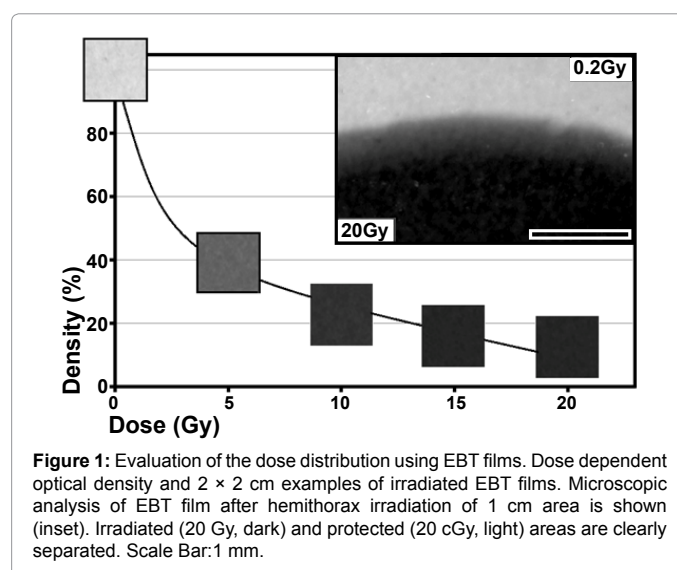 0.2Gy
20Gy
80
60
40
20
0
Density (%)
0 5 10 15 20
Dose (Gy)
Figure 1: Evaluation of the dose distribution using EBT films. Dose dependent
optical density and 2 × 2 cm examples of irradiated EBT films. Microscopic
analysis of EBT film after hemithorax irradiation of 1 cm area is shown
(inset). Irradiated (20 Gy, dark) and protected (20 cGy, light) areas are clearly
separated. Scale Bar:1 mm.